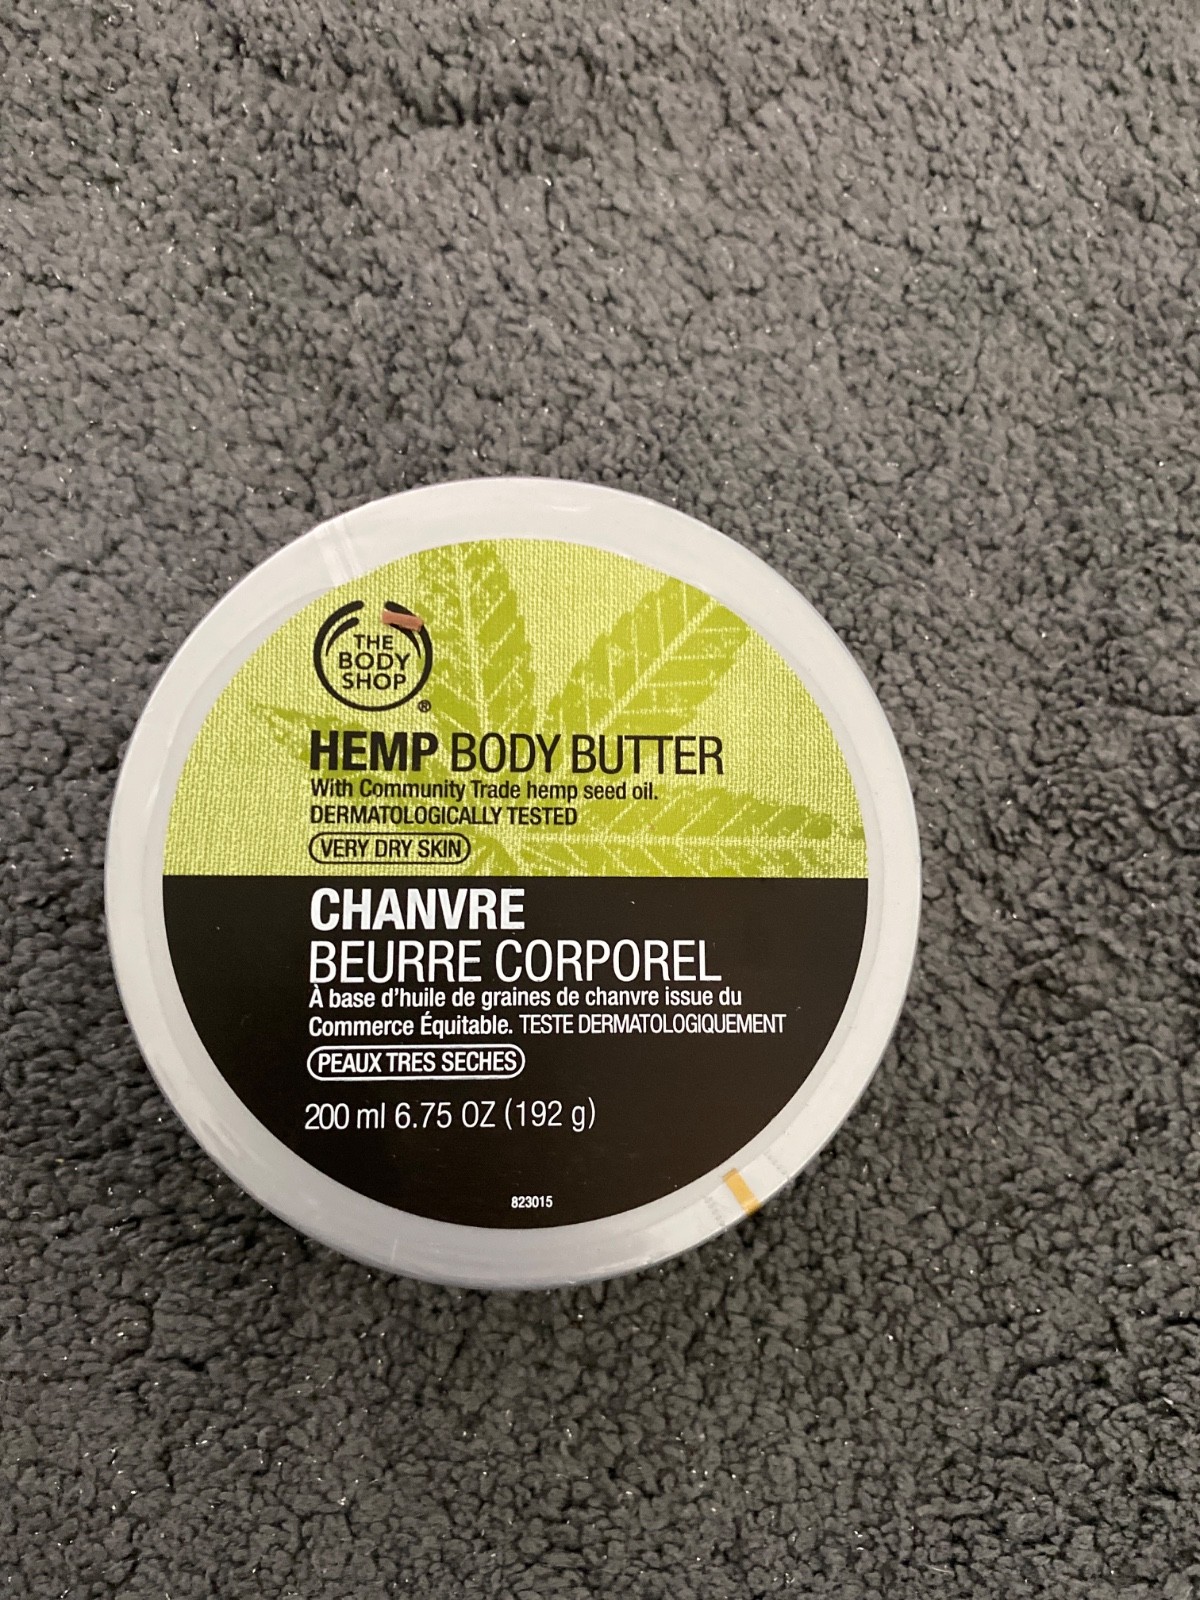 THE
BODY
SHOP
®
HEMP BODY BUTTER
With Community Trade hemp seed oil.
DERMATOLOGICALLY TESTED
VERY DRY SKIN
CHANVRE
BEURRE CORPOREL
À base d'huile de graines de chanvre issue du
Commerce Équitable. TESTE DERMATOLOGIQUEMENT
PEAUX TRES SECHES
200 ml 6.75 OZ (192 g)
823015